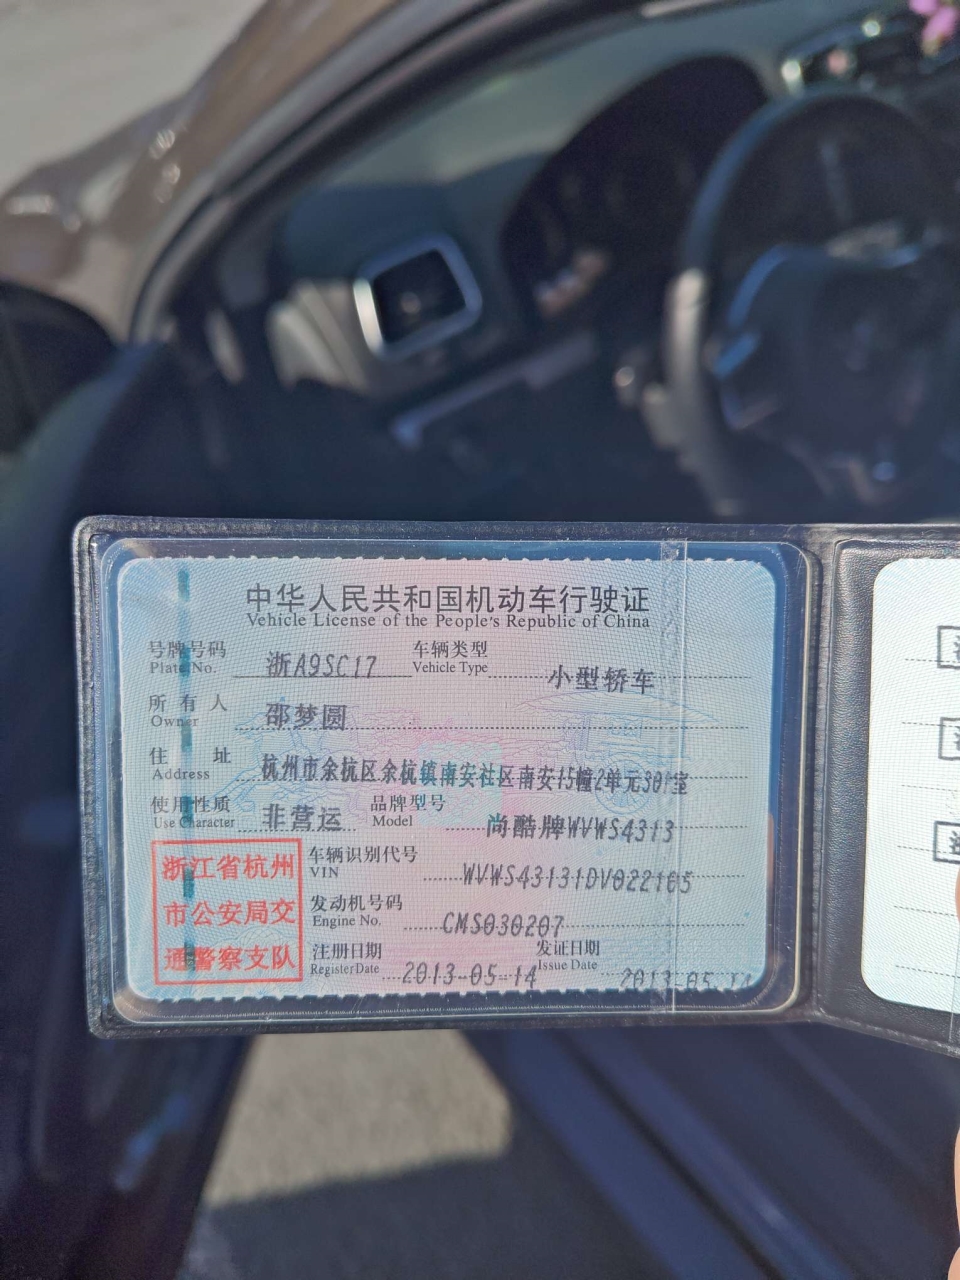 中华人民共和国机动车行驶证
Vehicle License of the People's Republic of China
号牌号码 浙A9SC17 车辆类型 小型轿车
Plate No. Vehicle Type
所有人 邵梦圆
Owner
住址 杭州市余杭区余杭镇南安社区南安15幢2单元301室
Address
使用性质 非营运 品牌型号 尚酷牌WVWS4313
Use Character Model
浙江省杭州
市公安局交
通警察支队
车辆识别代号 WVWS43131DV022165
VIN
发动机号码 CMS030207
Engine No.
注册日期 2013-05-14 发证日期 2013-05-14
Register Date Issue Date